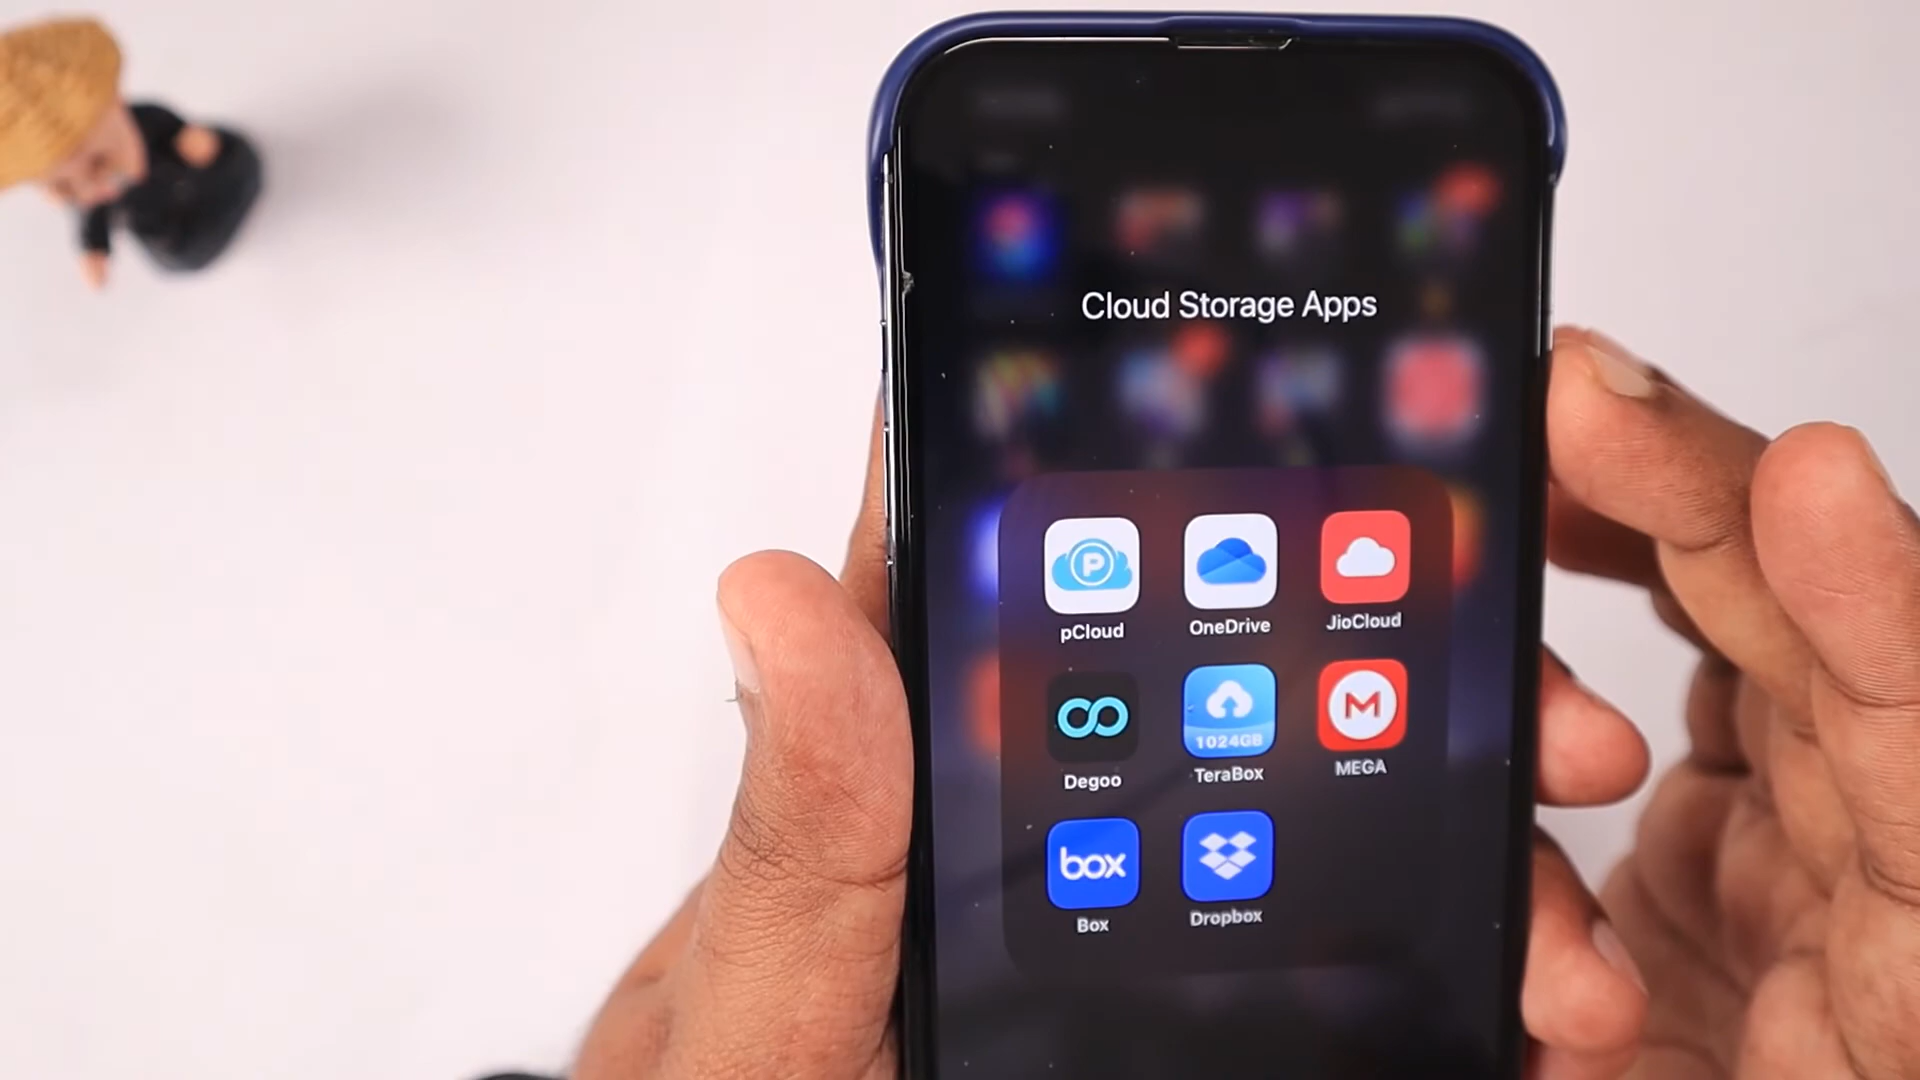 Cloud Storage Apps
P
pCloud
OneDrive
JioCloud
1024GB
M
Degoo
TeraBox
MEGA
box
Box
Dropbox